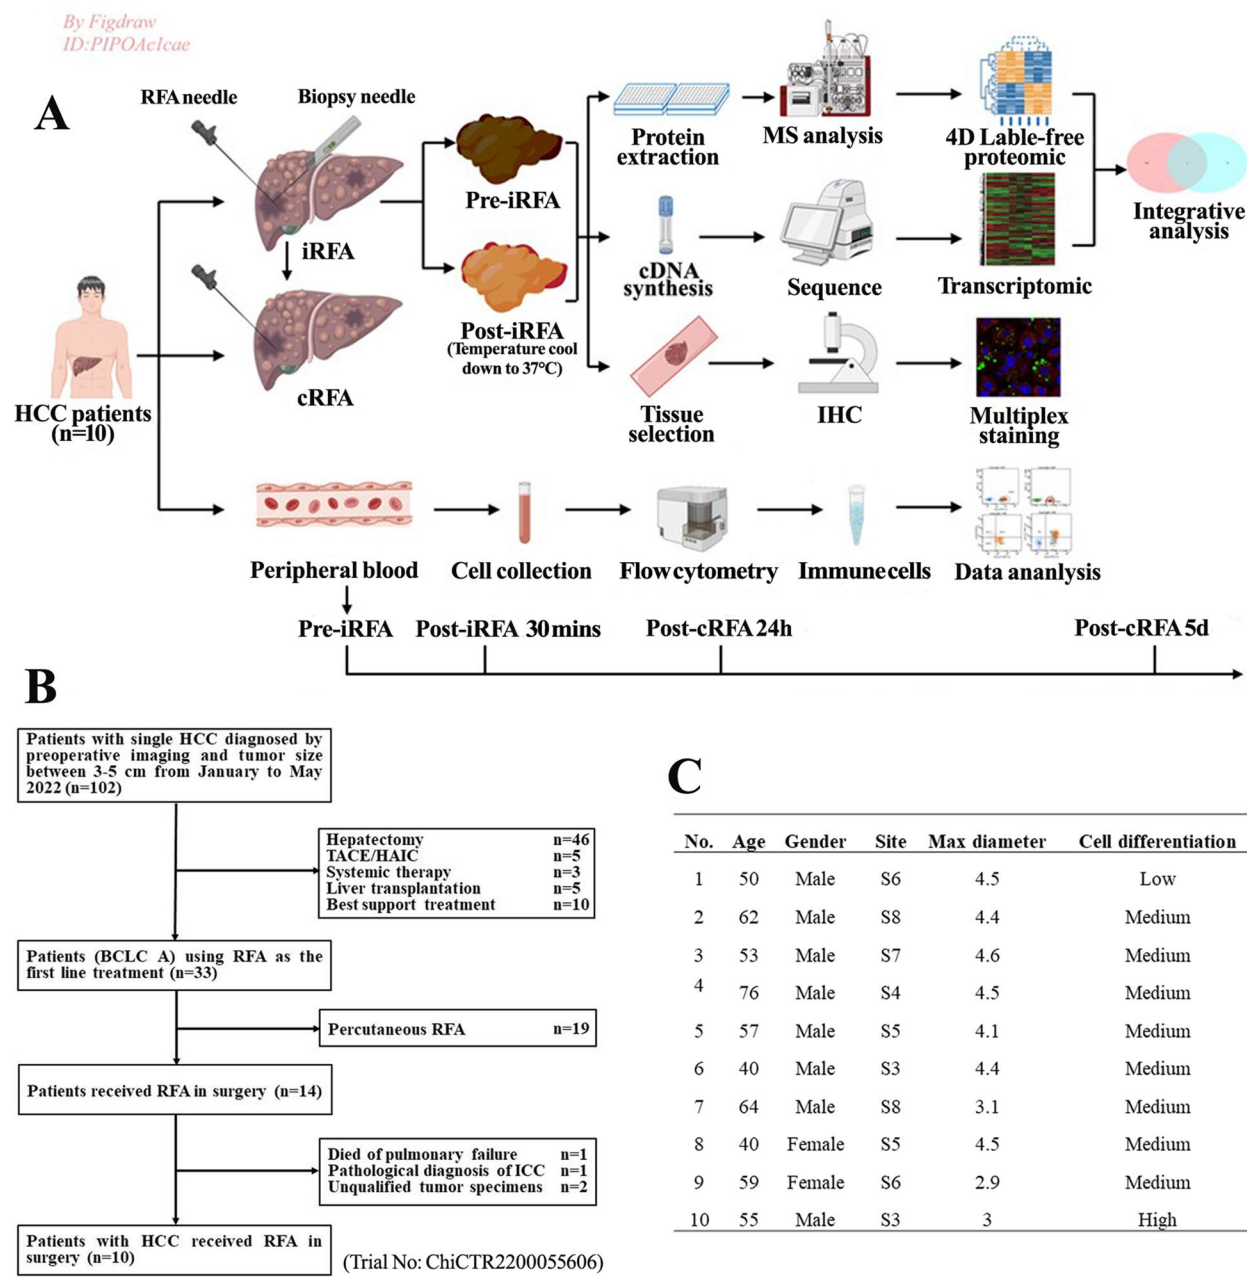 By Figdraw
ID:PIPOAcIcae
A
RFA needle
Biopsy needle
iRFA
cRFA
HCC patients
(n=10)
Pre-iRFA
Post-iRFA
(Temperature cool
down to 37°C)
Protein
extraction
MS analysis
4D Lable-free
proteomic
cDNA
synthesis
Sequence
Transcriptomic
Integrative
analysis
Tissue
selection
IHC
Multiplex
staining
Peripheral blood
Cell collection
Flow cytometry
Immune cells
Data ananlysis
Pre-iRFA
Post-iRFA 30 mins
Post-cRFA 24h
Post-cRFA 5d
B
Patients with single HCC diagnosed by
preoperative imaging and tumor size
between 3-5 cm from January to May
2022 (n=102)
Hepatectomy n=46
TACE/HAIC n=5
Systemic therapy n=3
Liver transplantation n=5
Best support treatment n=10
Patients (BCLC A) using RFA as the
first line treatment (n=33)
Percutaneous RFA n=19
Patients received RFA in surgery (n=14)
Died of pulmonary failure n=1
Pathological diagnosis of ICC n=1
Unqualified tumor specimens n=2
Patients with HCC received RFA in
surgery (n=10)
(Trial No: ChiCTR2200055606)
C
No. Age Gender Site Max diameter Cell differentiation
1 50 Male S6 4.5 Low
2 62 Male S8 4.4 Medium
3 53 Male S7 4.6 Medium
4 76 Male S4 4.5 Medium
5 57 Male S5 4.1 Medium
6 40 Male S3 4.4 Medium
7 64 Male S8 3.1 Medium
8 40 Female S5 4.5 Medium
9 59 Female S6 2.9 Medium
10 55 Male S3 3 High